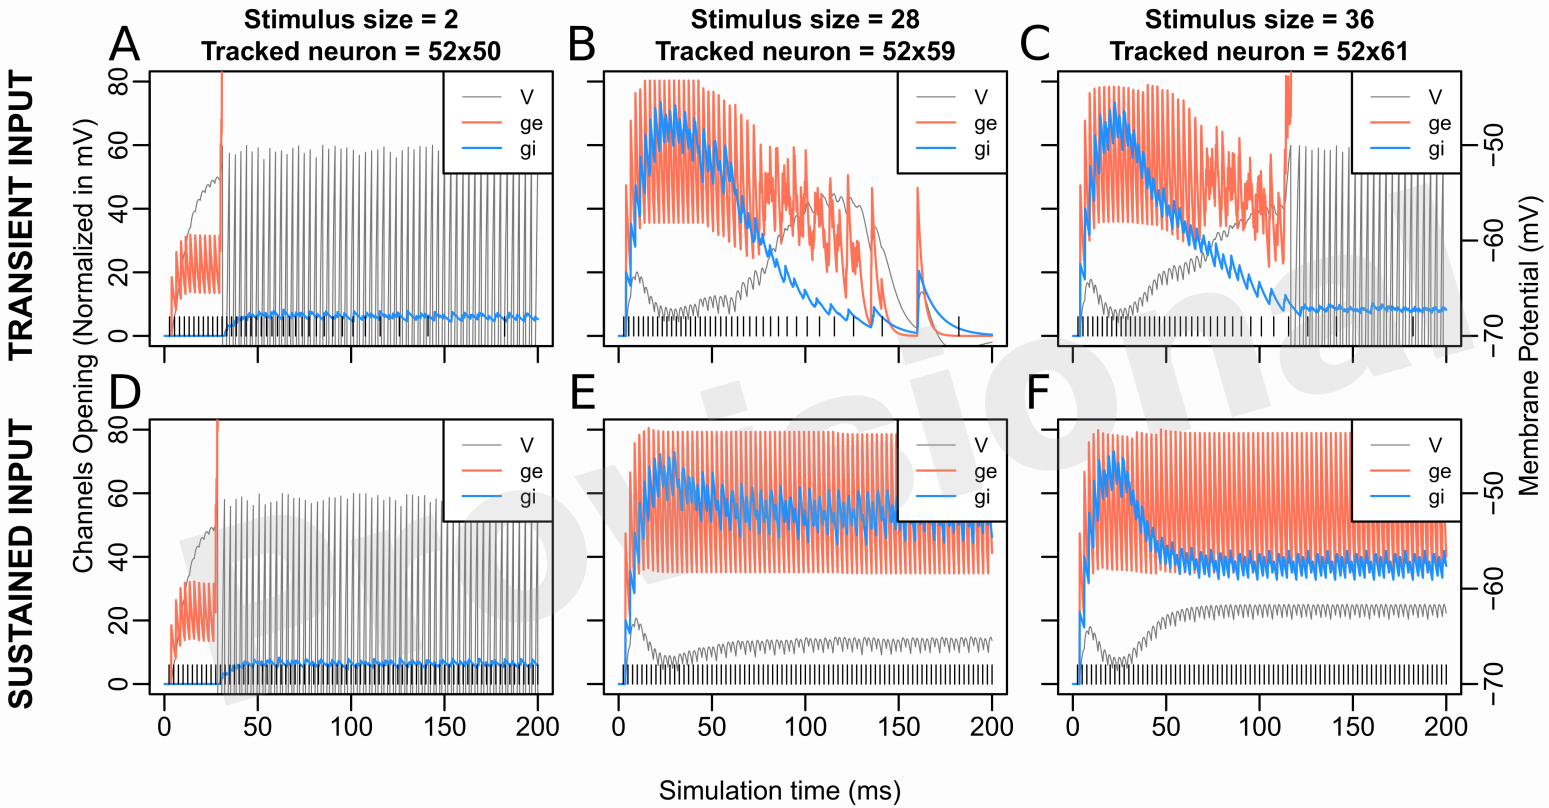 Stimulus size = 2
Tracked neuron = 52x50
Stimulus size = 28
Tracked neuron = 52x59
Stimulus size = 36
Tracked neuron = 52x61
A
B
C
TRANSIENT INPUT
SUSTAINED INPUT
Channels Opening (Normalized in mV)
Membrane Potential (mV)
80
60
40
20
0
V
ge
gi
V
ge
gi
V
ge
gi
−50
−60
−70
D
E
F
80
60
40
20
0
V
ge
gi
V
ge
gi
V
ge
gi
−50
−60
−70
0 50 100 150 200
0 50 100 150 200
0 50 100 150 200
Simulation time (ms)
Provisional